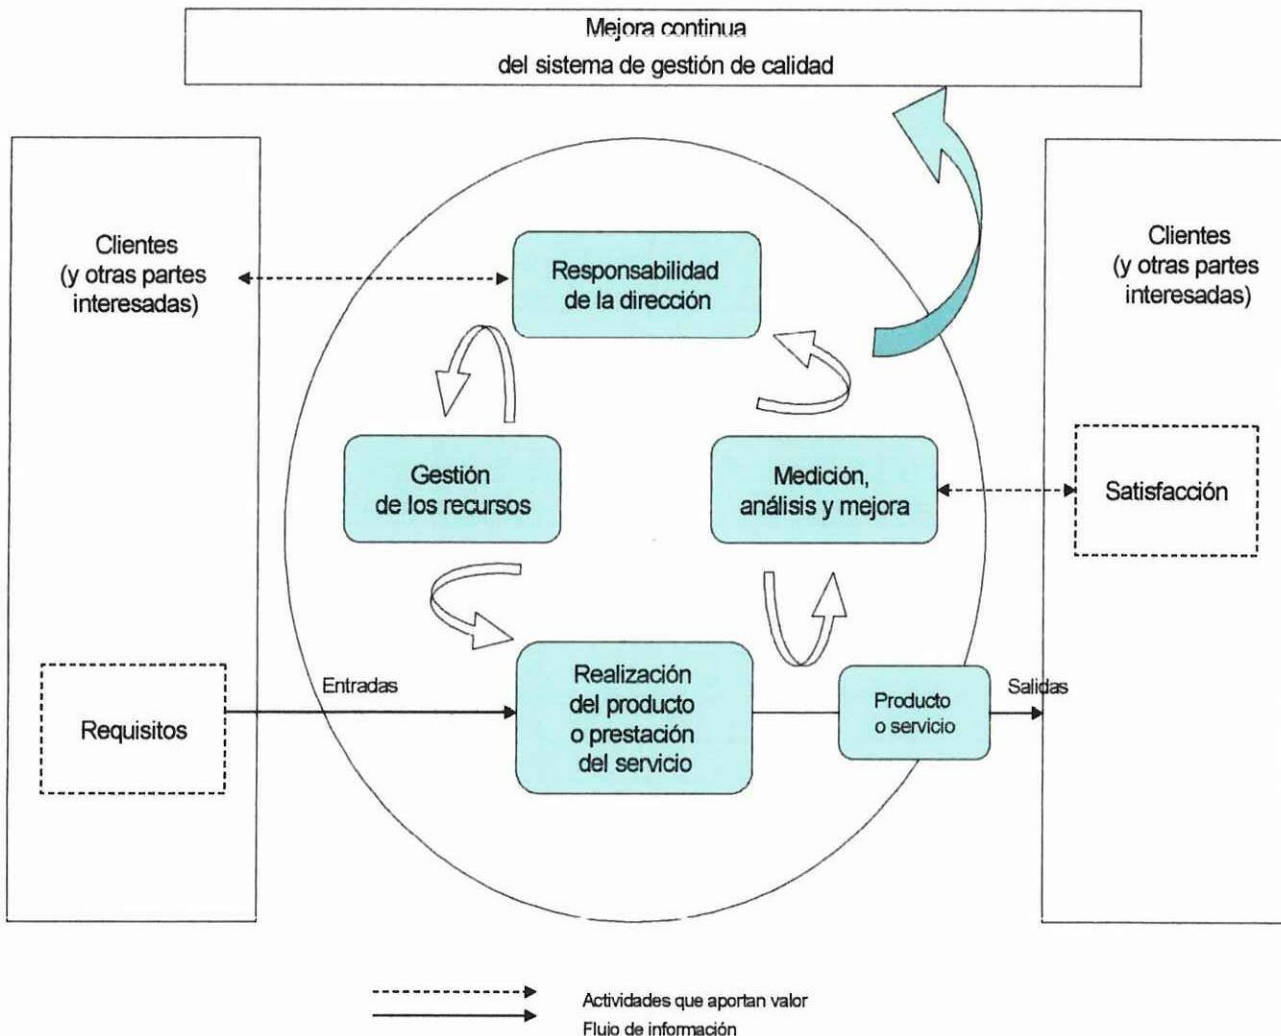 Mejora continua
del sistema de gestión de calidad
Clientes
(y otras partes
interesadas)
Responsabilidad
de la dirección
Clientes
(y otras partes
interesadas)
Gestión
de los recursos
Medición,
análisis y mejora
Satisfacción
Requisitos
Entradas
Realización
del producto
o prestación
del servicio
Producto
o servicio
Salidas
Actividades que aportan valor
Flujo de información